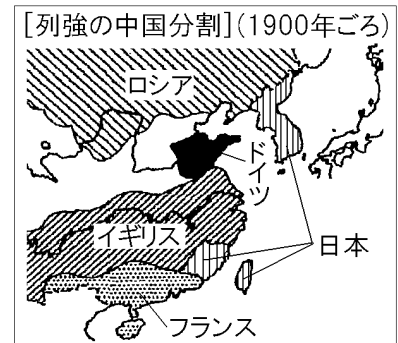 [列強の中国分割](1900年ごろ)
ロシア
ドイツ
イギリス
日本
フランス